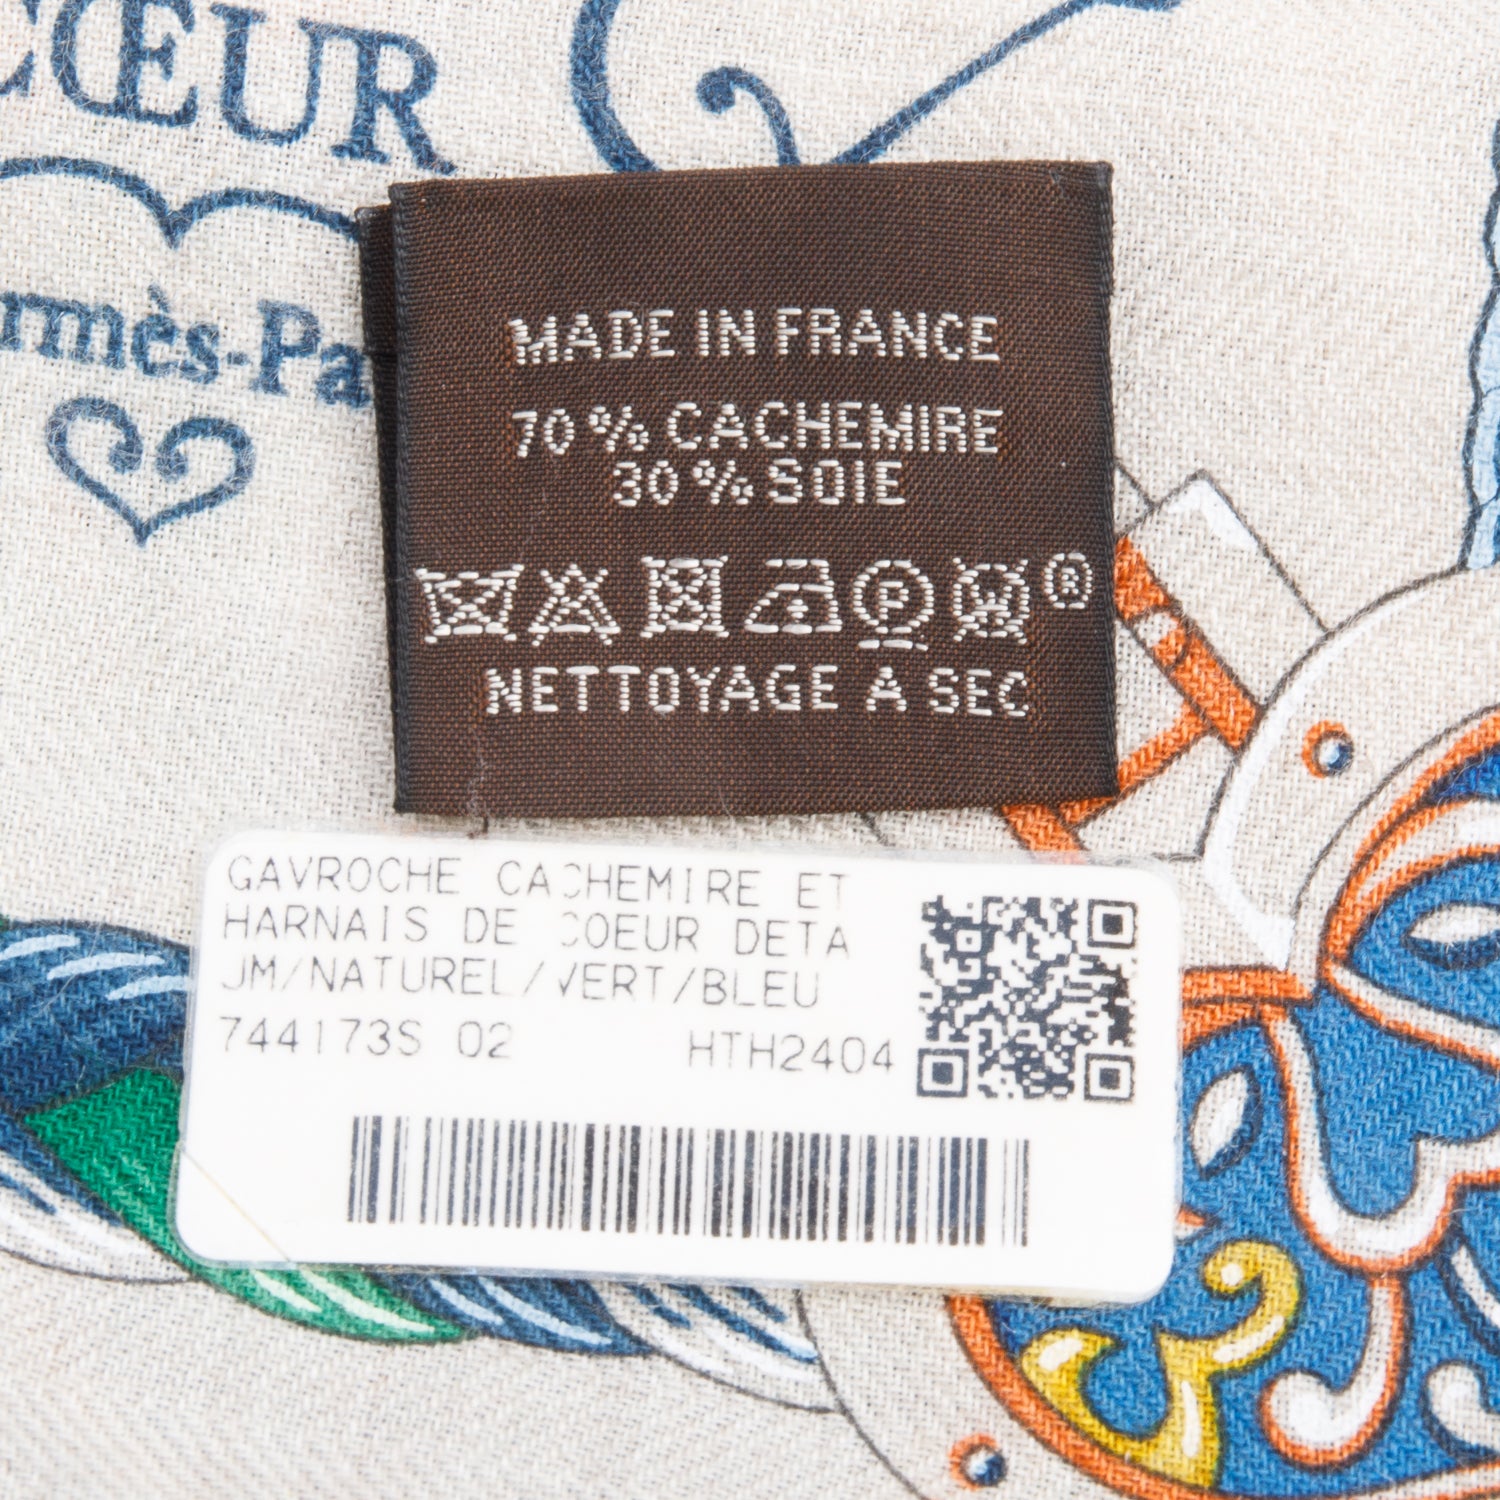 CŒUR
rmès-Pa
MADE IN FRANCE
70% CACHEMIRE
30% SOIE
P W ®
NETTOYAGE A SEC
GAVROCHE CACHEMIRE ET
HARNAIS DE COEUR DETA
JM/NATUREL/VERT/BLEU
744173S 02 HTH2404